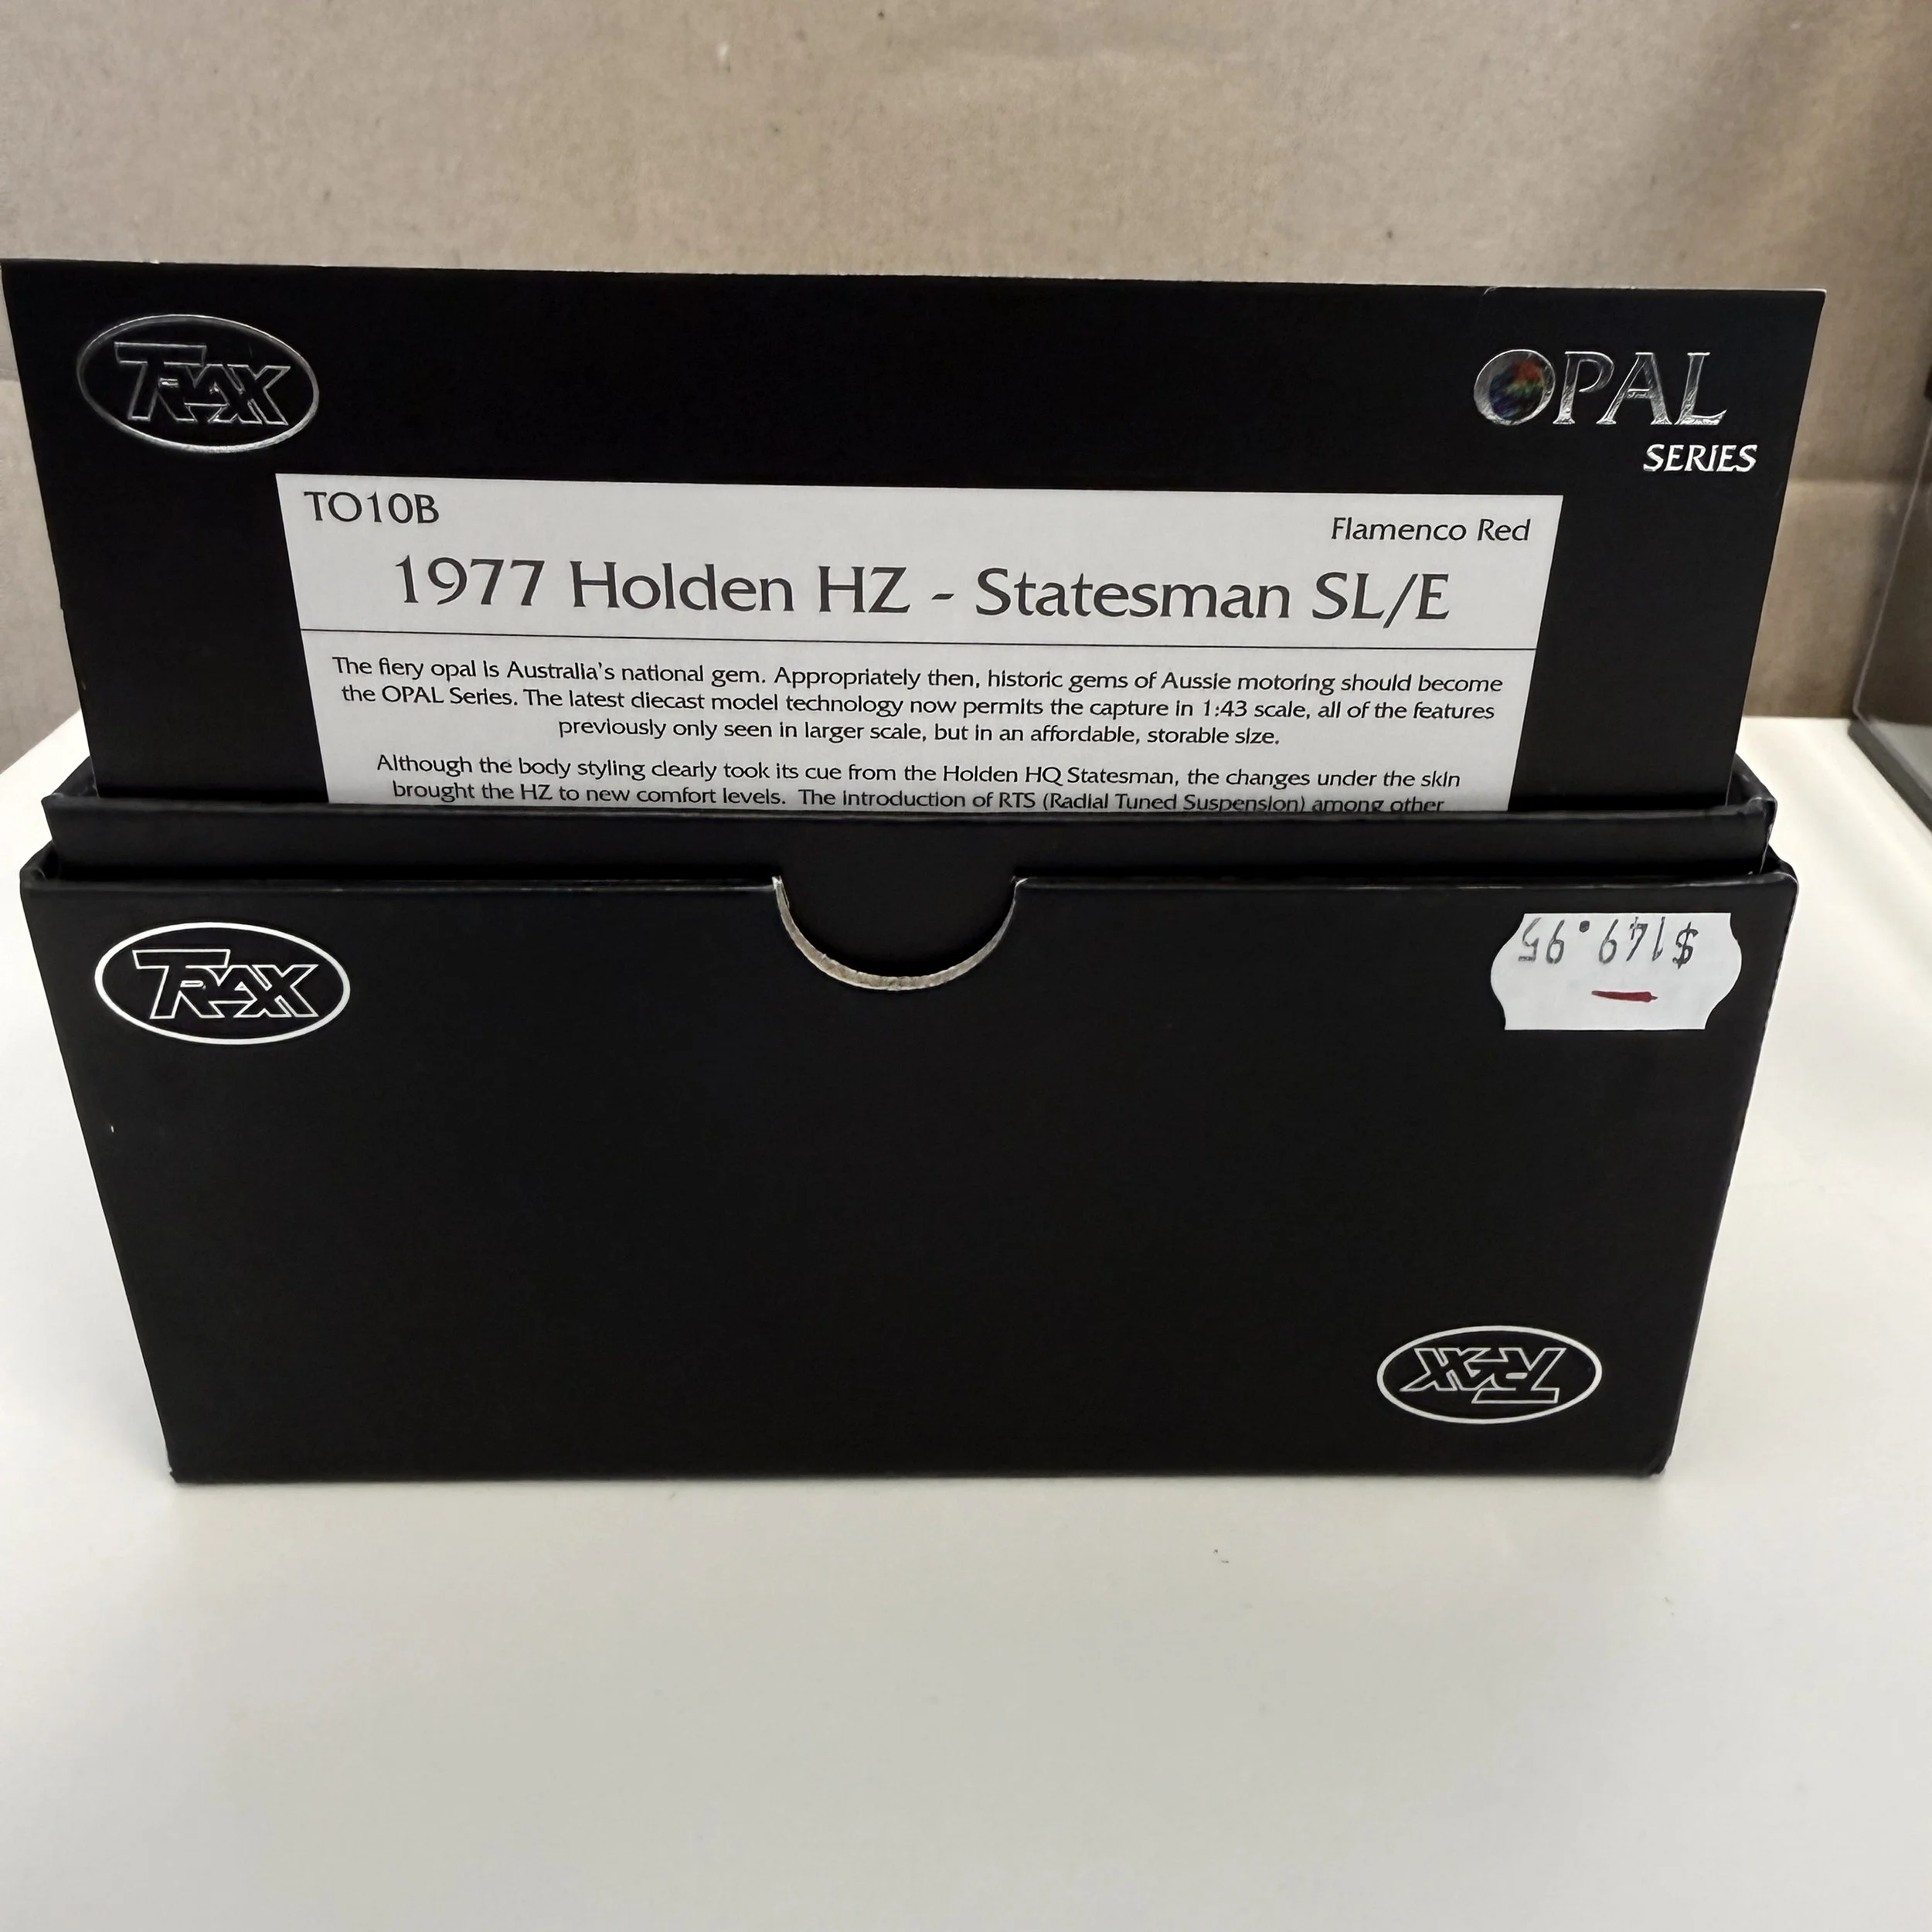 TRAX
OPAL
SERIES
TO10B
Flamenco Red
1977 Holden HZ - Statesman SL/E
The fiery opal is Australia's national gem. Appropriately then, historic gems of Aussie motoring should become
the OPAL Series. The latest diecast model technology now permits the capture in 1:43 scale, all of the features
previously only seen in larger scale, but in an affordable, storable size.
Although the body styling clearly took its cue from the Holden HQ Statesman, the changes under the skin
brought the HZ to new comfort levels. The introduction of RTS (Radial Tuned Suspension) among other
TRAX
$149.95
TRAX